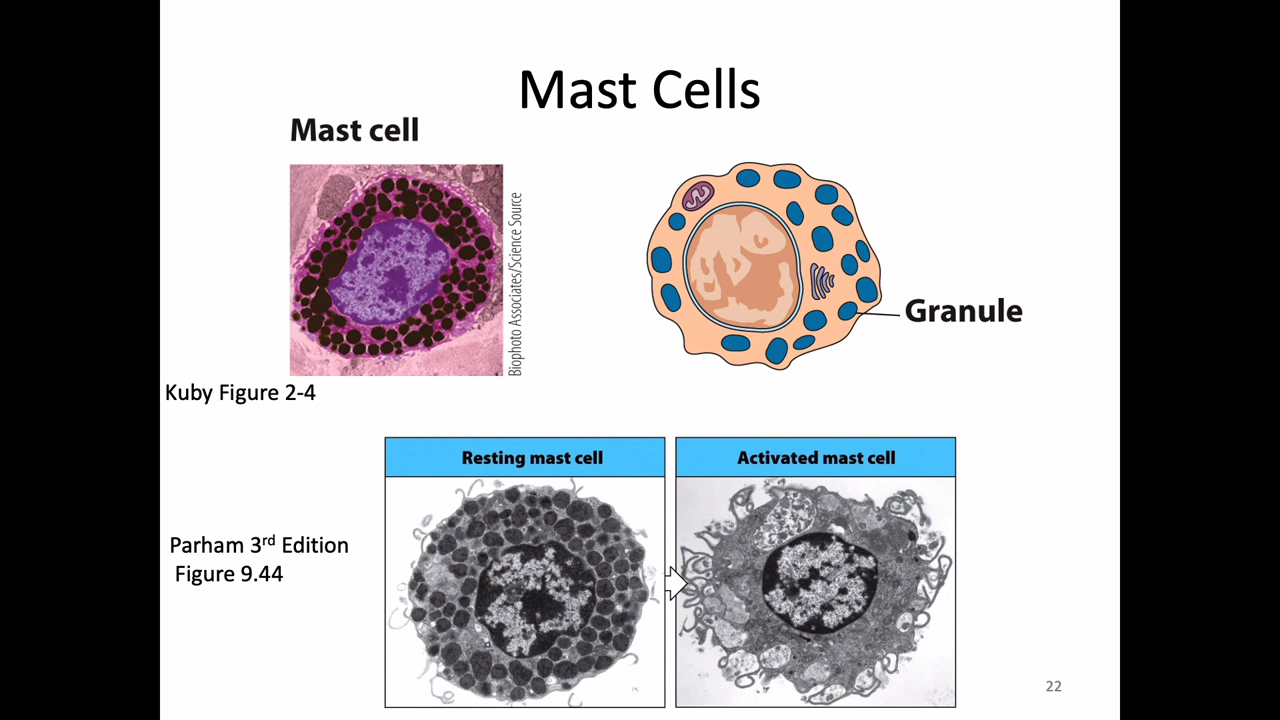 Mast Cells
Mast cell
Biophoto Associates/Science Source
Granule
Kuby Figure 2-4
Resting mast cell
Activated mast cell
Parham 3rd Edition
Figure 9.44
22